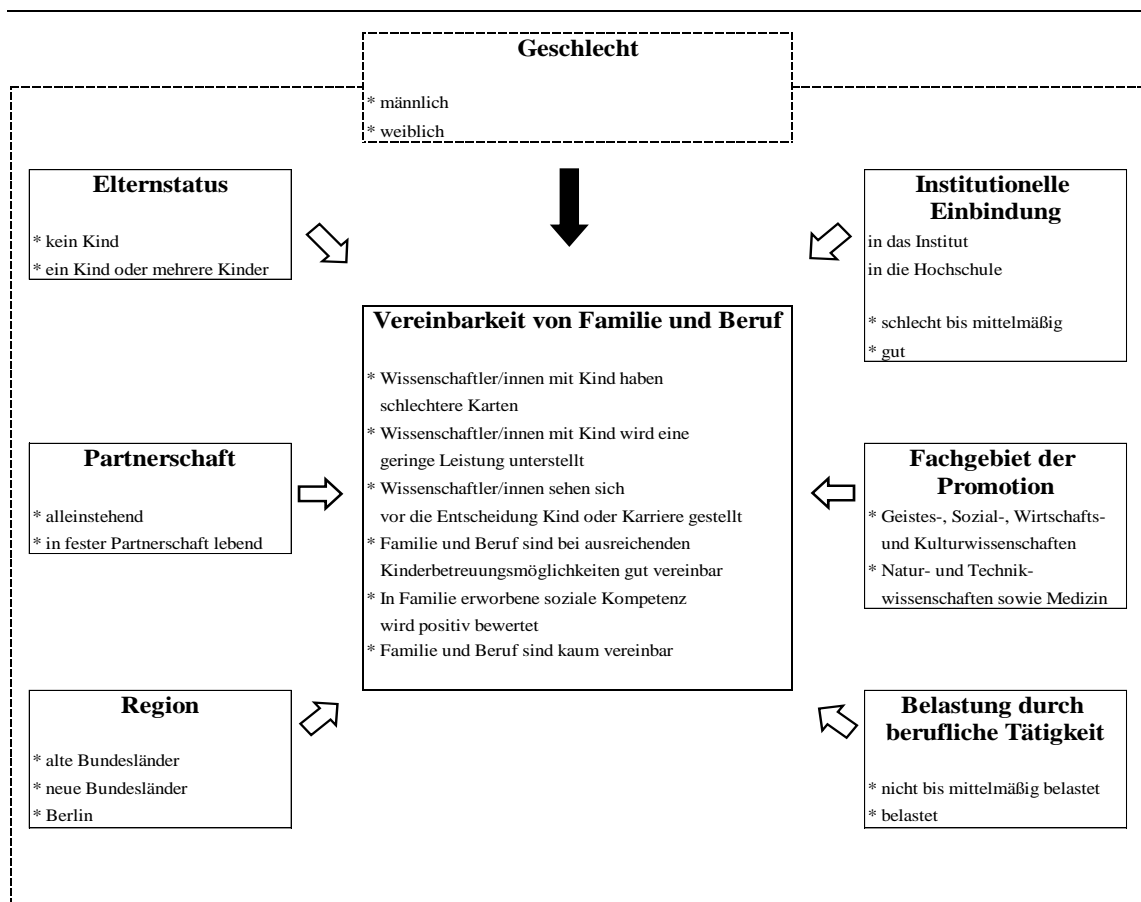 Geschlecht
* männlich
* weiblich
Elternstatus
* kein Kind
* ein Kind oder mehrere Kinder
Institutionelle
Einbindung
in das Institut
in die Hochschule
* schlecht bis mittelmäßig
* gut
Vereinbarkeit von Familie und Beruf
* Wissenschaftler/innen mit Kind haben
schlechtere Karten
* Wissenschaftler/innen mit Kind wird eine
geringe Leistung unterstellt
* Wissenschaftler/innen sehen sich
vor die Entscheidung Kind oder Karriere gestellt
* Familie und Beruf sind bei ausreichenden
Kinderbetreuungsmöglichkeiten gut vereinbar
* In Familie erworbene soziale Kompetenz
wird positiv bewertet
* Familie und Beruf sind kaum vereinbar
Partnerschaft
* alleinstehend
* in fester Partnerschaft lebend
Fachgebiet der
Promotion
* Geistes-, Sozial-, Wirtschafts-
und Kulturwissenschaften
* Natur- und Technik-
wissenschaften sowie Medizin
Region
* alte Bundesländer
* neue Bundesländer
* Berlin
Belastung durch
berufliche Tätigkeit
* nicht bis mittelmäßig belastet
* belastet